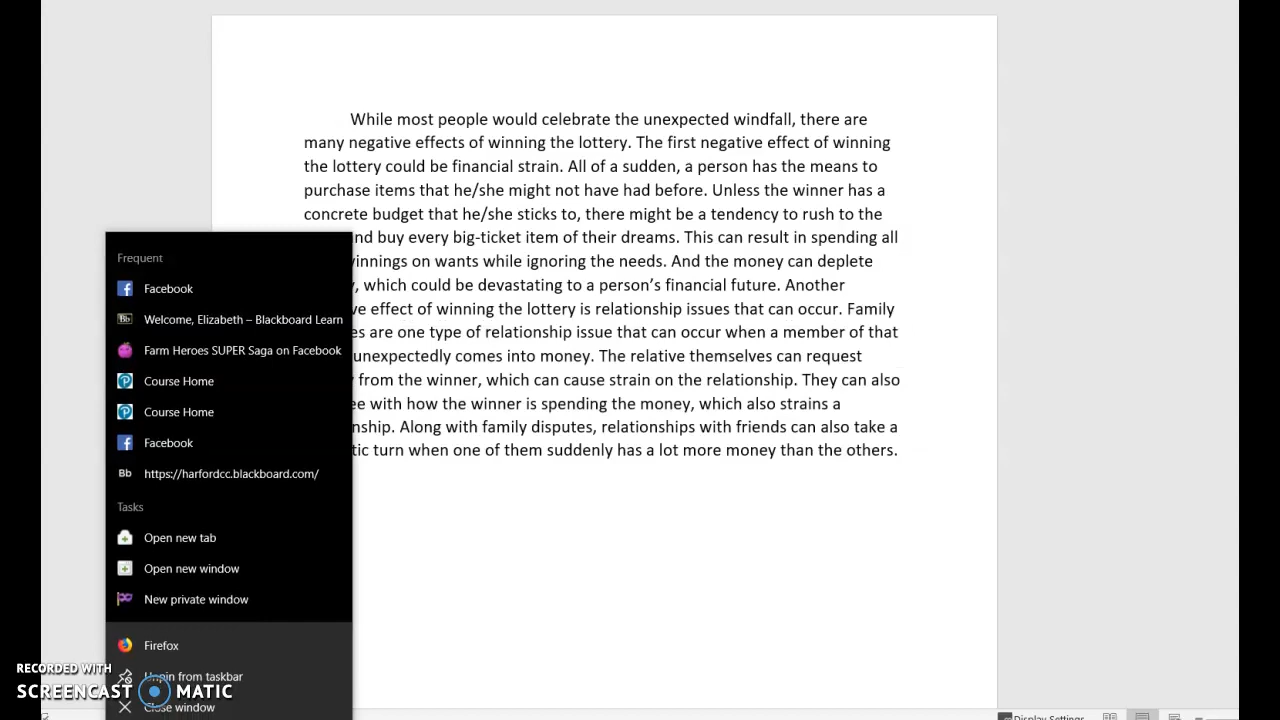 While most people would celebrate the unexpected windfall, there are
many negative effects of winning the lottery. The first negative effect of winning
the lottery could be financial strain. All of a sudden, a person has the means to
purchase items that he/she might not have had before. Unless the winner has a
concrete budget that he/she sticks to, there might be a tendency to rush to the
nd buy every big-ticket item of their dreams. This can result in spending all
innings on wants while ignoring the needs. And the money can deplete
, which could be devastating to a person's financial future. Another
ve effect of winning the lottery is relationship issues that can occur. Family
es are one type of relationship issue that can occur when a member of that
unexpectedly comes into money. The relative themselves can request
from the winner, which can cause strain on the relationship. They can also
ee with how the winner is spending the money, which also strains a
nship. Along with family disputes, relationships with friends can also take a
tic turn when one of them suddenly has a lot more money than the others.
Frequent
Facebook
Welcome, Elizabeth – Blackboard Learn
Farm Heroes SUPER Saga on Facebook
Course Home
Course Home
Facebook
Bb https://harfordcc.blackboard.com/
Tasks
Open new tab
Open new window
New private window
Firefox
Unpin from taskbar
Close window
RECORDED WITH
SCREENCAST MATIC
Display Settings